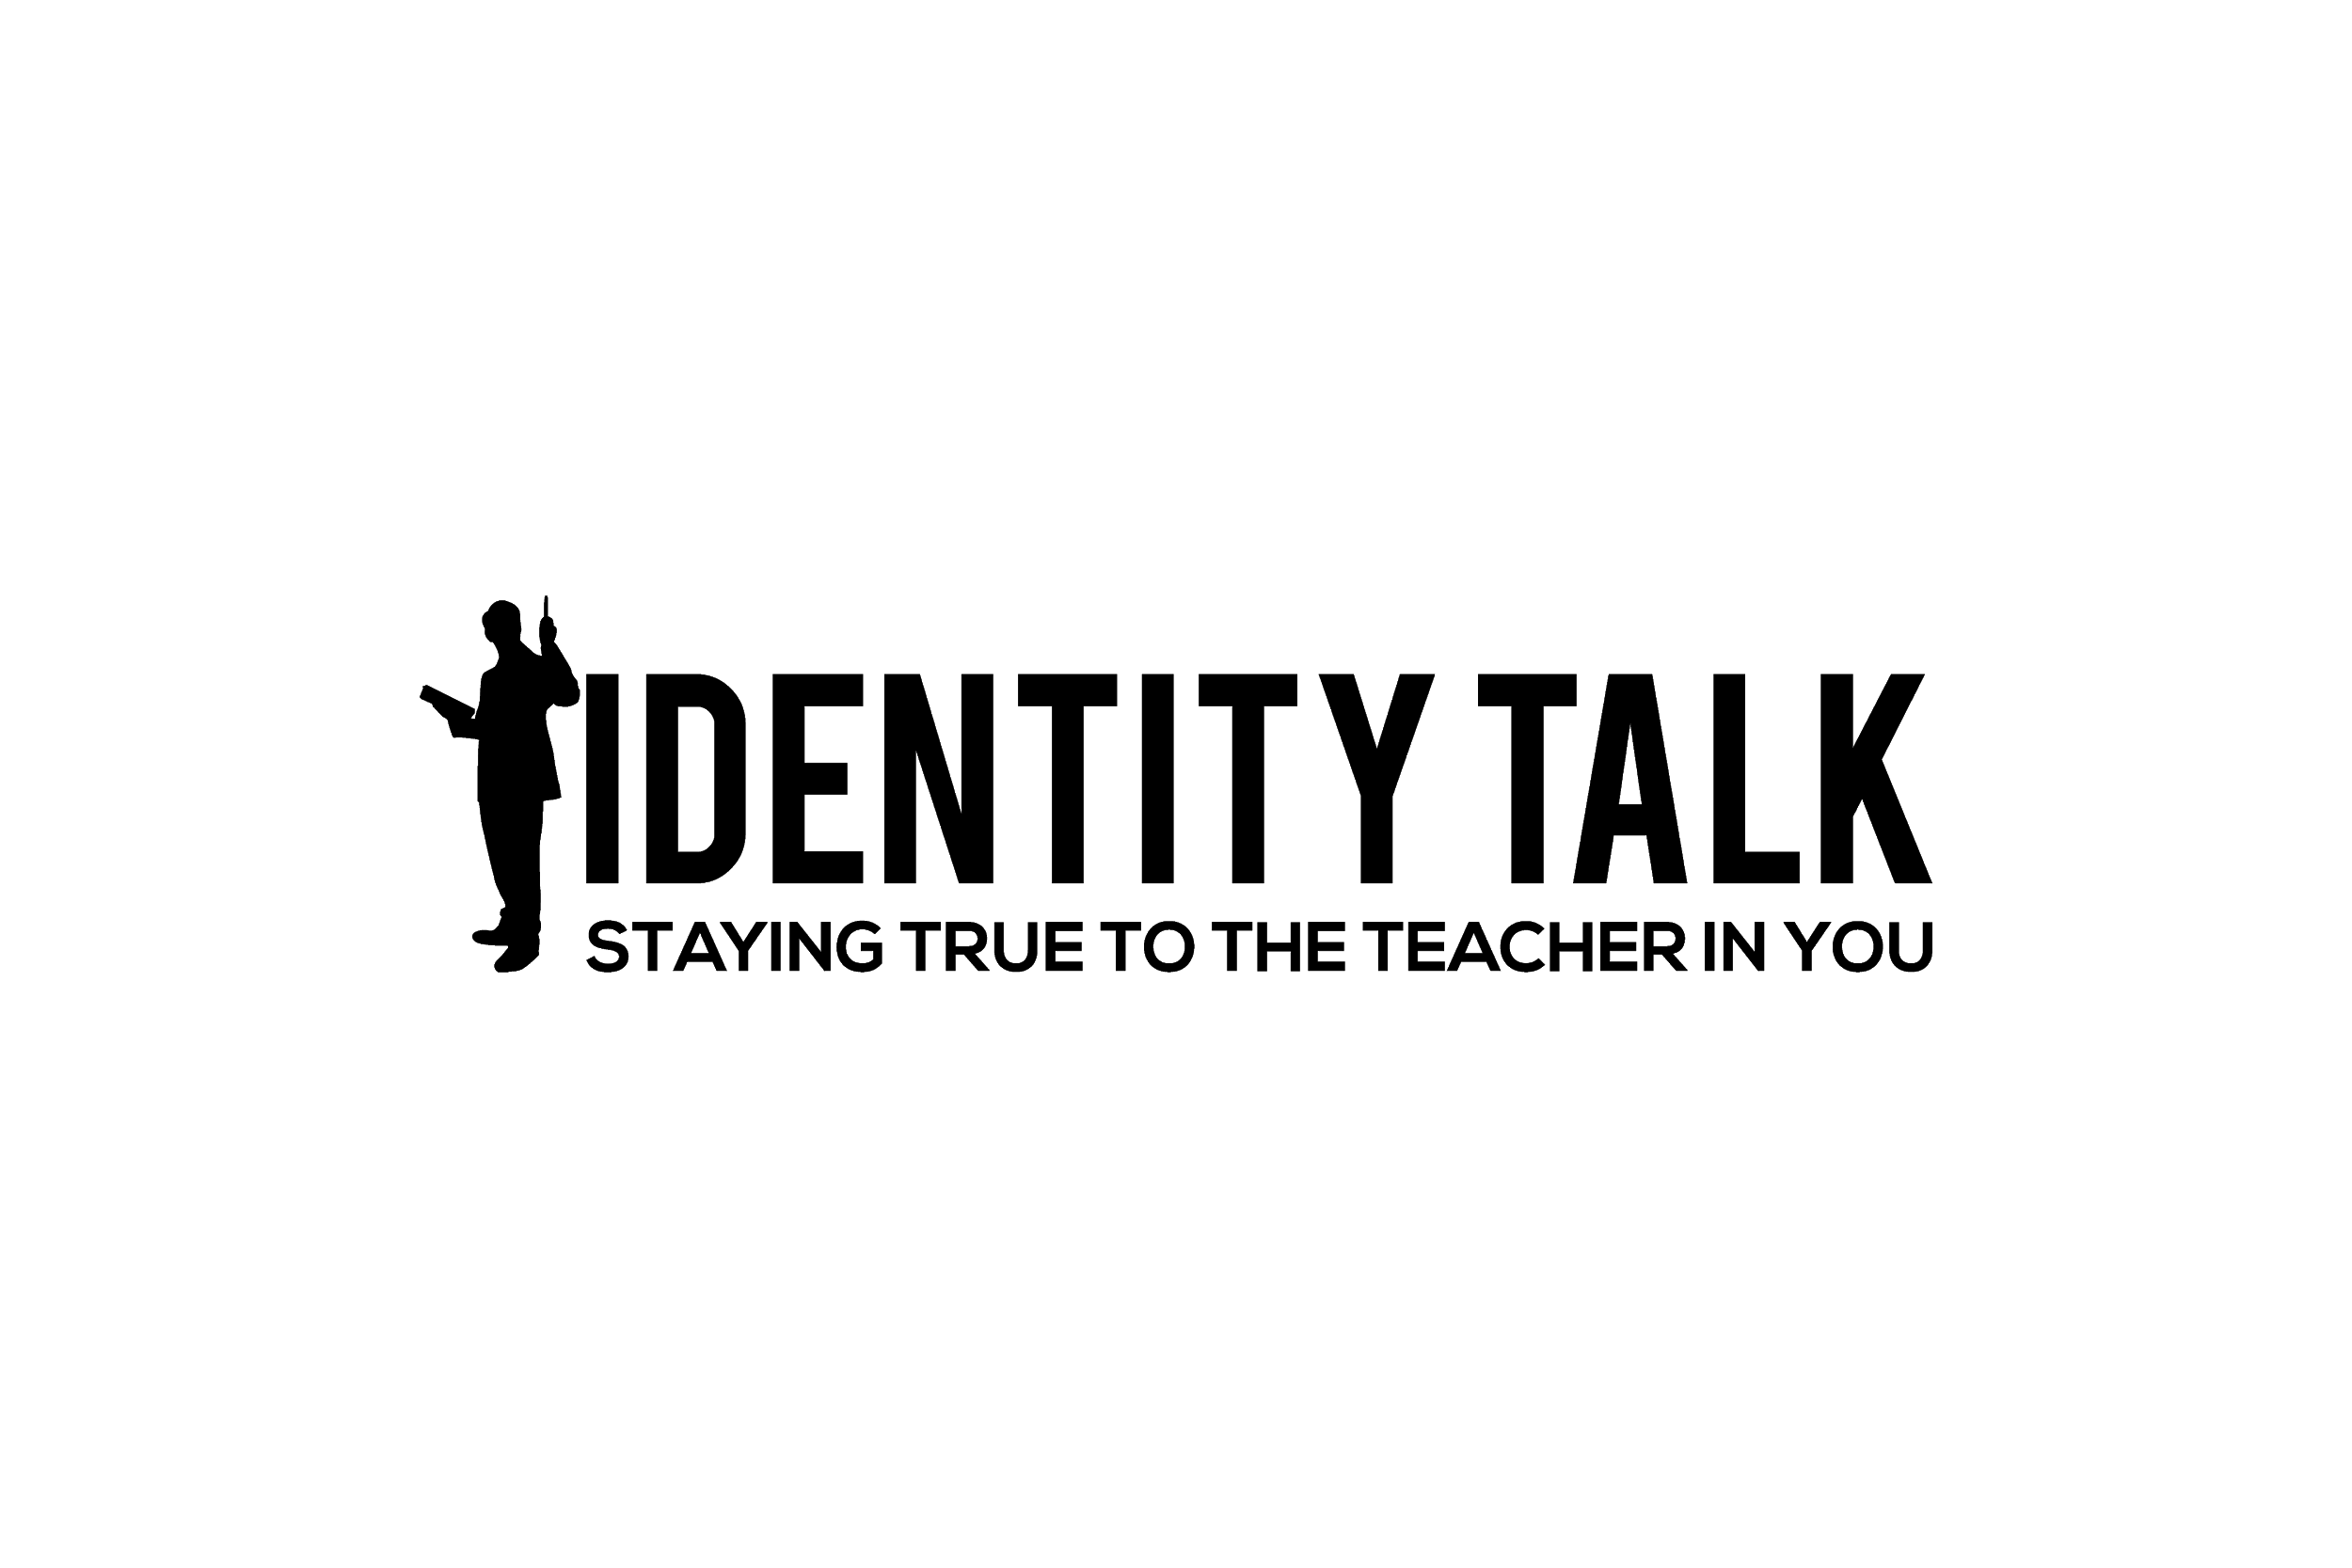 IDENTITY TALK
STAYING TRUE TO THE TEACHER IN YOU